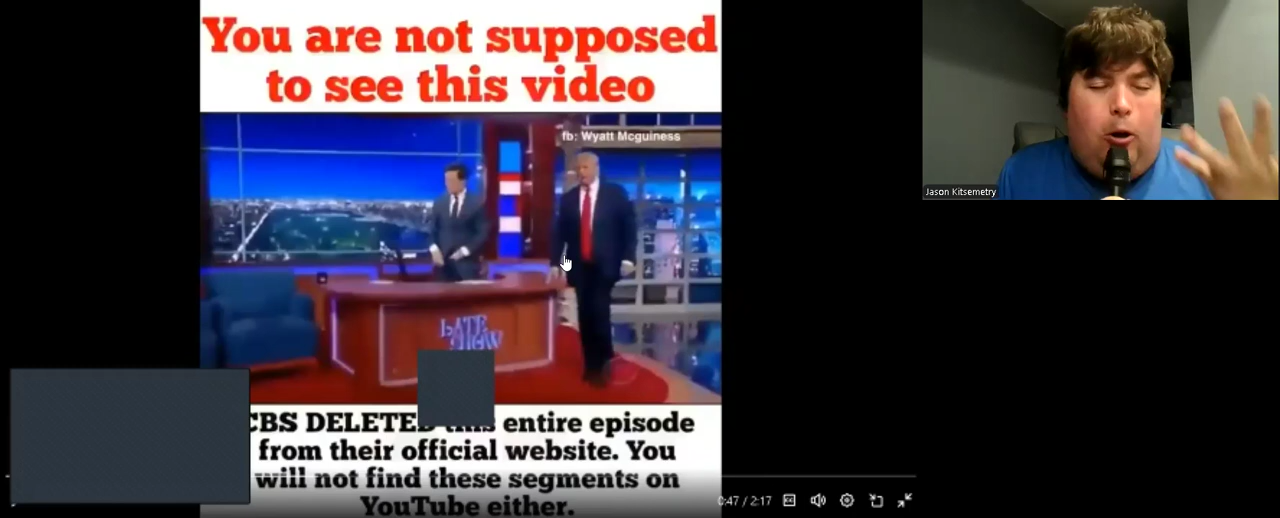 You are not supposed
to see this video
fb: Wyatt Mcguiness
LATE
SHOW
CBS DELETED this entire episode
from their official website. You
will not find these segments on
YouTube either.
0:47 / 2:17
Jason Kitsemetry